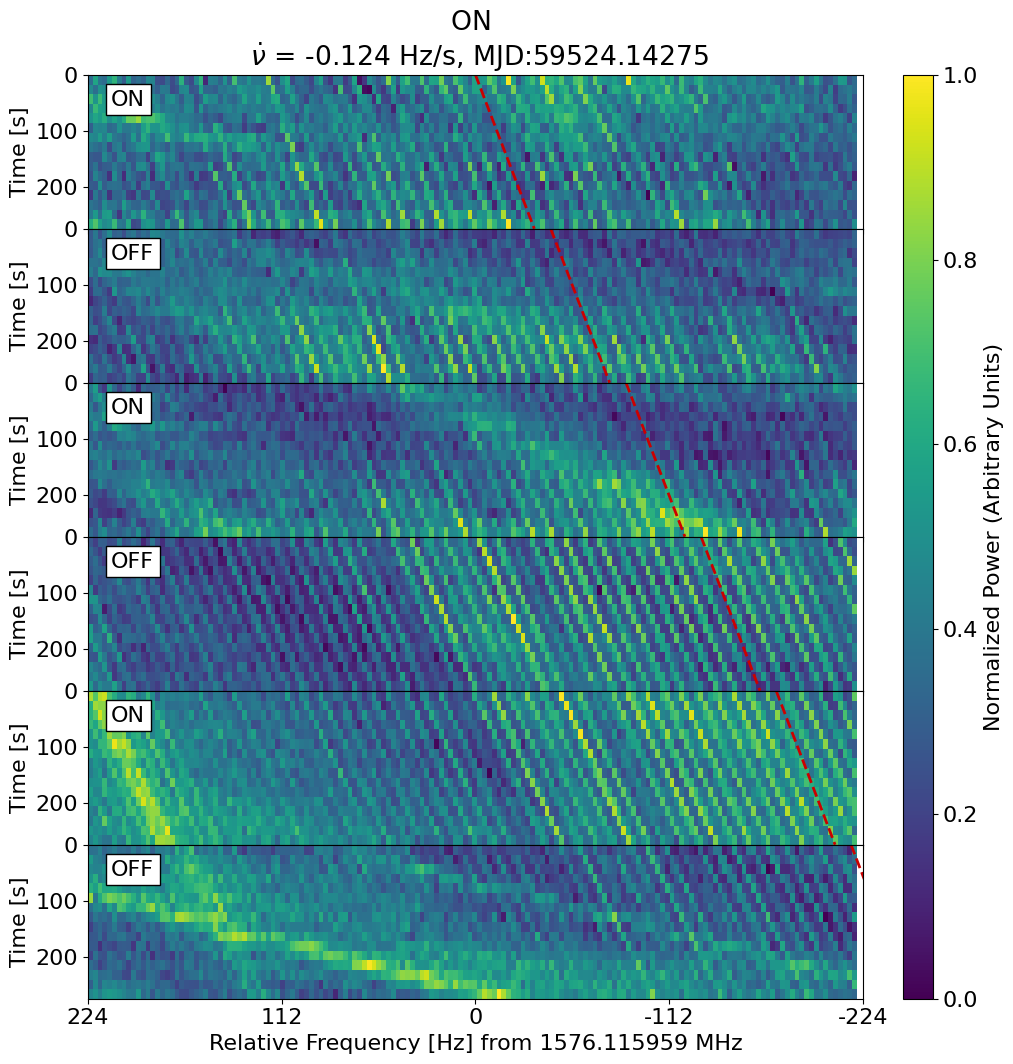 ON
ν̇ = -0.124 Hz/s, MJD:59524.14275
0
ON
100
200
Time [s]
0
OFF
100
200
Time [s]
0
ON
100
200
Time [s]
0
OFF
100
200
Time [s]
0
ON
100
200
Time [s]
0
OFF
100
200
Time [s]
224 112 0 -112 -224
Relative Frequency [Hz] from 1576.115959 MHz
1.0
0.8
0.6
0.4
0.2
0.0
Normalized Power (Arbitrary Units)